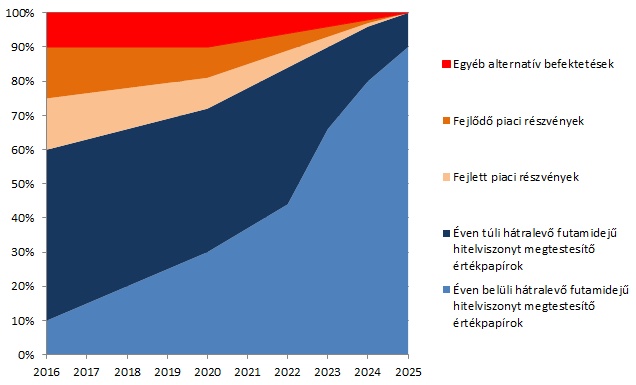 100%
90%
80%
70%
60%
50%
40%
30%
20%
10%
0%
2016 2017 2018 2019 2020 2021 2022 2023 2024 2025
Egyéb alternatív befektetések
Fejlődő piaci részvények
Fejlett piaci részvények
Éven túli hátralevő futamidejű
hitelviszonyt megtestesítő
értékpapírok
Éven belüli hátralevő futamidejű
hitelviszonyt megtestesítő
értékpapírok